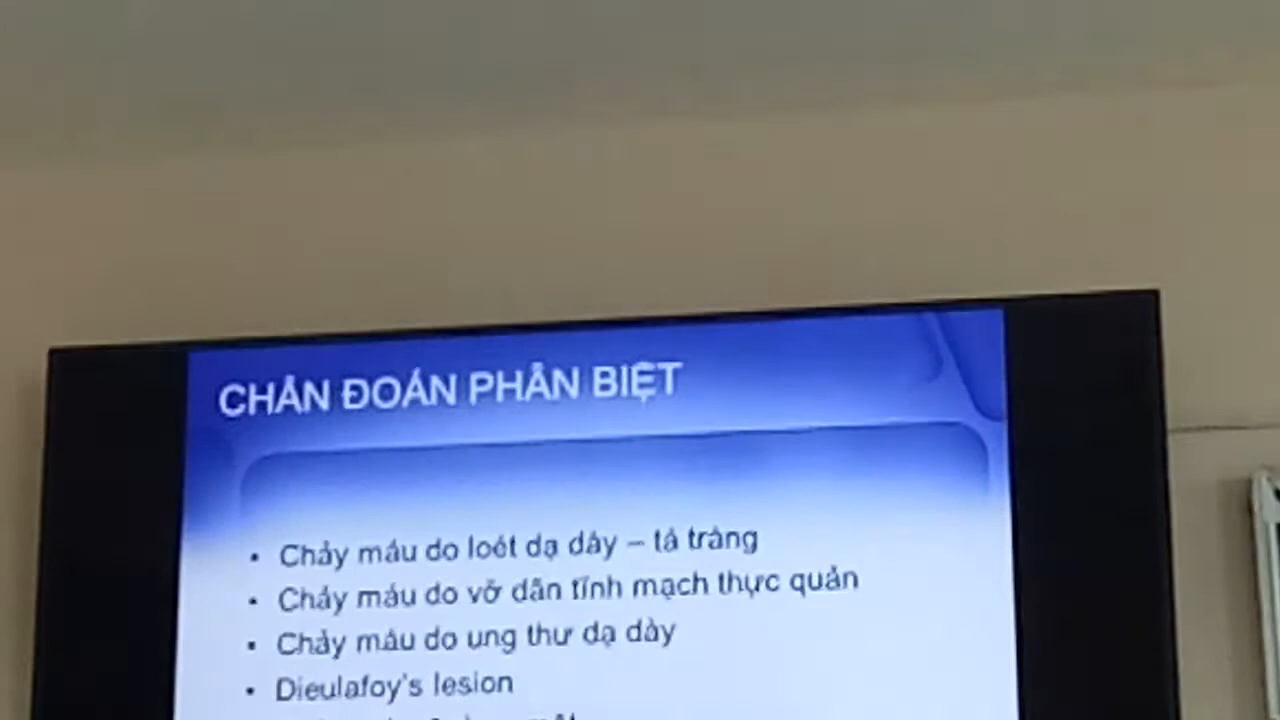 CHẨN ĐOÁN PHÂN BIỆT
• Chảy máu do loét dạ dày – tá tràng
• Chảy máu do vỡ dãn tĩnh mạch thực quản
• Chảy máu do ung thư dạ dày
• Dieulafoy's lesion